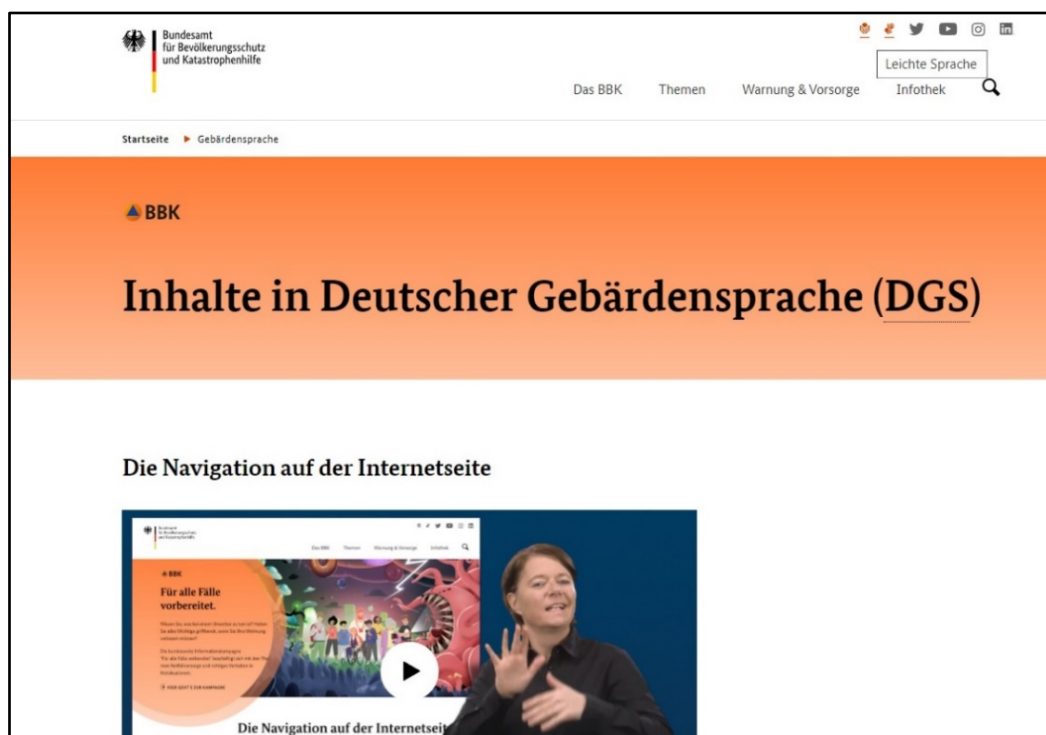 Bundesamt
für Bevölkerungsschutz
und Katastrophenhilfe
Leichte Sprache
Das BBK Themen Warnung & Vorsorge Infothek
Startseite Gebärdensprache
BBK
Inhalte in Deutscher Gebärdensprache (DGS)
Die Navigation auf der Internetseite
Das BBK Themen Warnung & Vorsorge Infothek
BBK
Für alle Fälle
vorbereitet.
Die Navigation auf der Internetseit